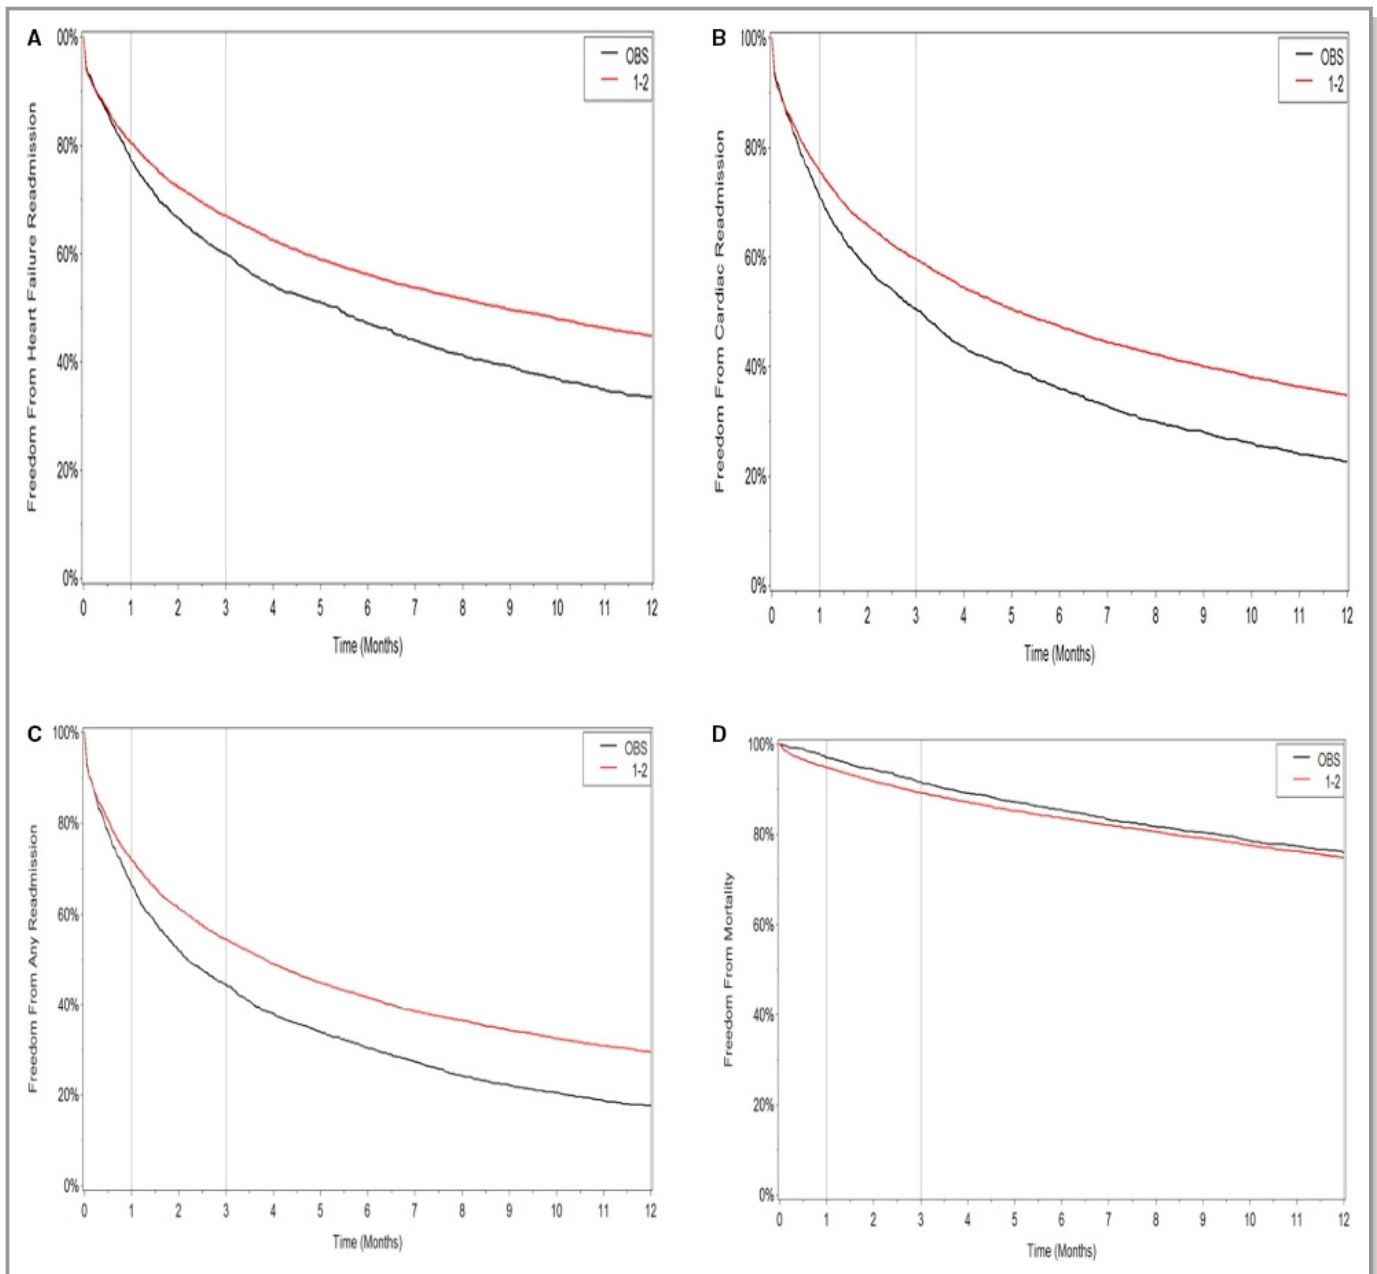 A
00%
80%
60%
40%
20%
0%
Freedom From Heart Failure Readmission
OBS
1-2
0 1 2 3 4 5 6 7 8 9 10 11 12
Time (Months)
B
100%
80%
60%
40%
20%
0%
Freedom From Cardiac Readmission
OBS
1-2
0 1 2 3 4 5 6 7 8 9 10 11 12
Time (Months)
C
100%
80%
60%
40%
20%
0%
Freedom From Any Readmission
OBS
1-2
0 1 2 3 4 5 6 7 8 9 10 11 12
Time (Months)
D
100%
80%
60%
40%
20%
0%
Freedom From Mortality
OBS
1-2
0 1 2 3 4 5 6 7 8 9 10 11 12
Time (Months)